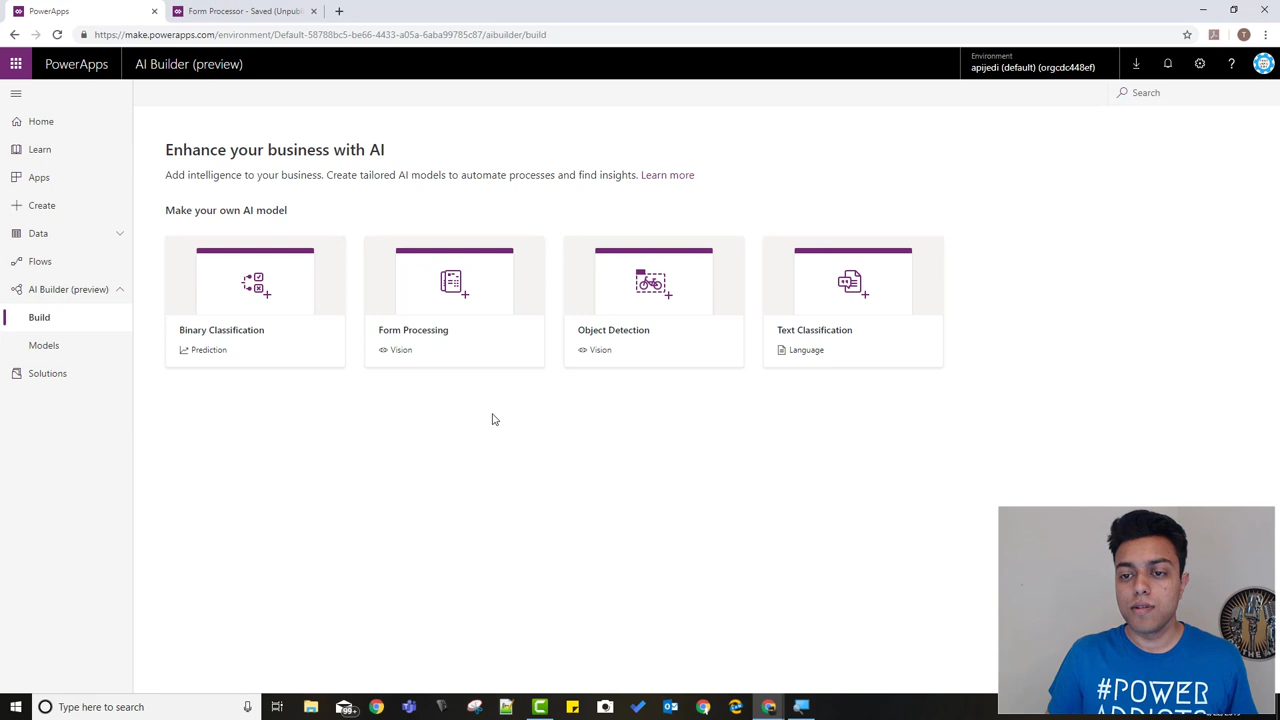 PowerApps
Form Processor - Saved (Unpubl
https://make.powerapps.com/environment/Default-58788bc5-be66-4433-a05a-6aba99785c87/aibuilder/build
T
PowerApps
AI Builder (preview)
Environment
apijedi (default) (orgcdc448ef)
?
Search
Home
Learn
Apps
Create
Data
Flows
AI Builder (preview)
Build
Models
Solutions
Enhance your business with AI
Add intelligence to your business. Create tailored AI models to automate processes and find insights. Learn more
Make your own AI model
Binary Classification
Prediction
Form Processing
Vision
Object Detection
Vision
Text Classification
Language
#POWER
Type here to search
99+